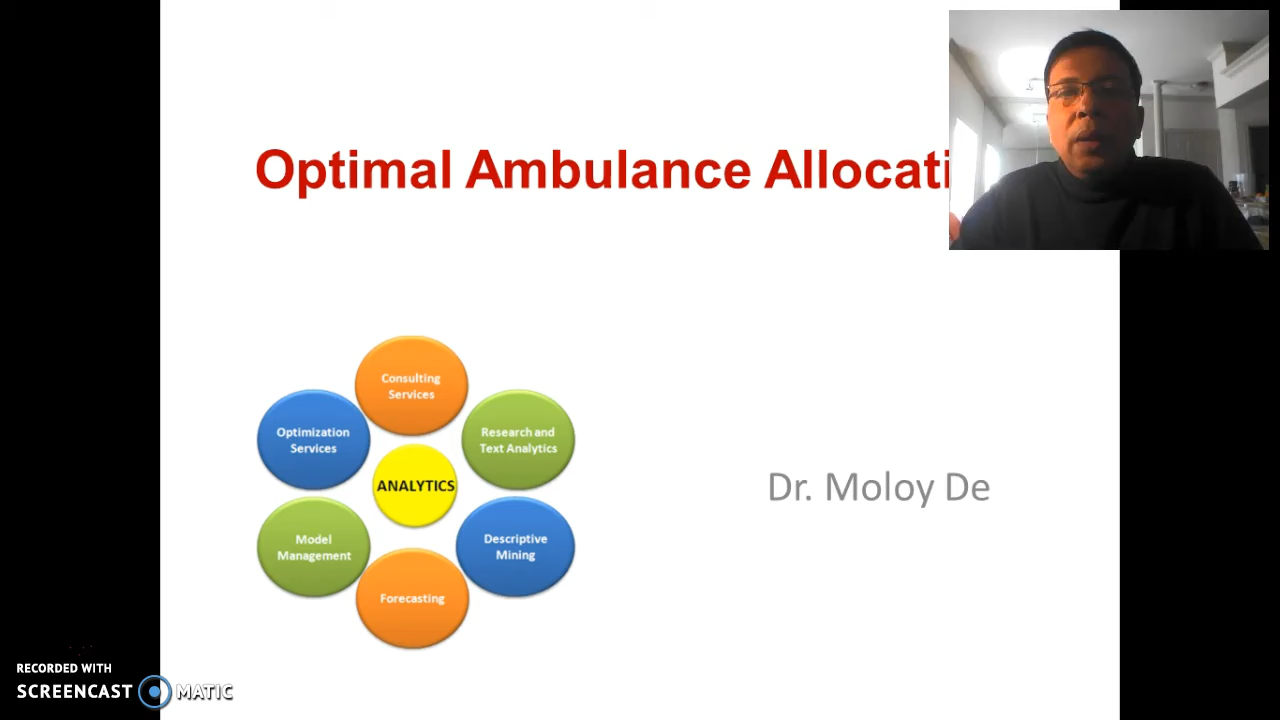 Optimal Ambulance Allocati
Consulting
Services
Optimization
Services
Research and
Text Analytics
ANALYTICS
Model
Management
Descriptive
Mining
Forecasting
Dr. Moloy De
RECORDED WITH
SCREENCAST MATIC